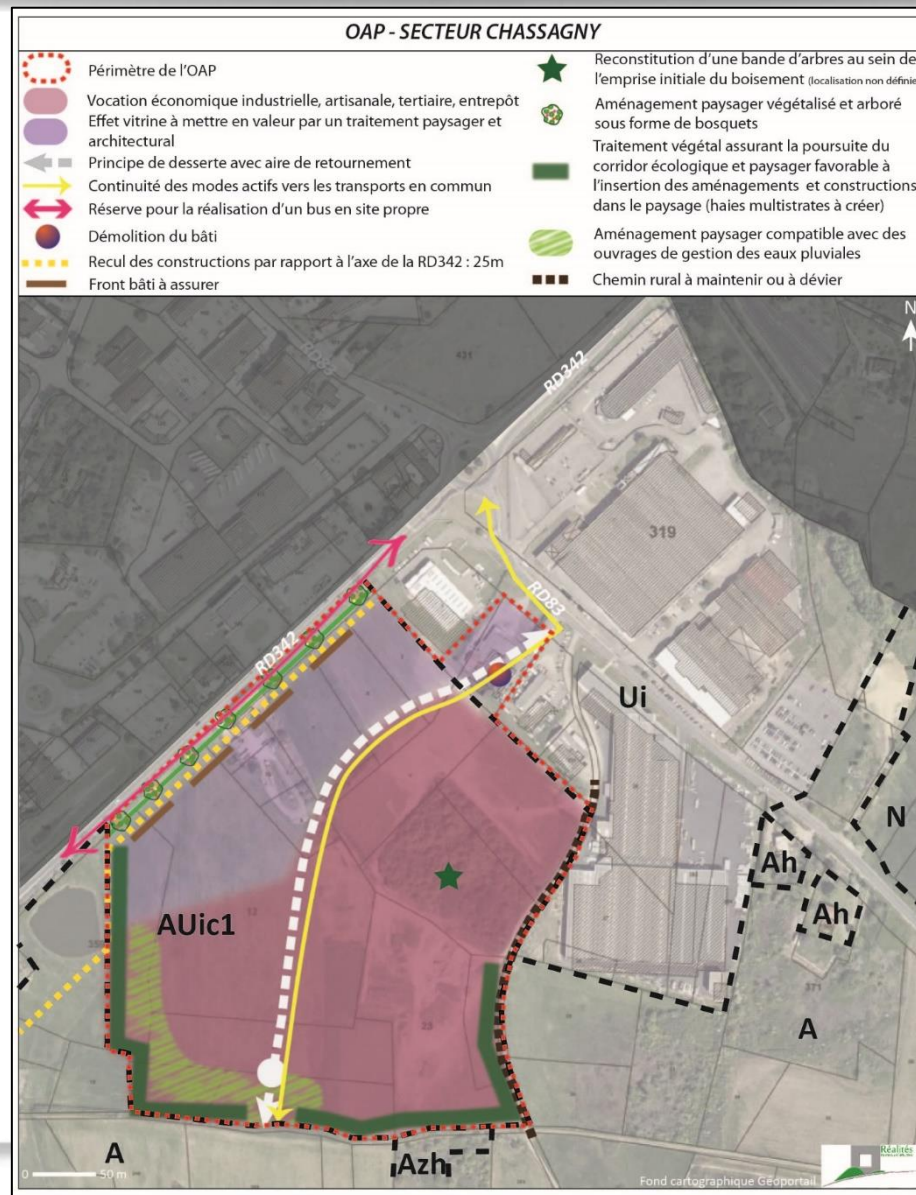 OAP - SECTEUR CHASSAGNY
Périmètre de l'OAP
Vocation économique industrielle, artisanale, tertiaire, entrepôt
Effet vitrine à mettre en valeur par un traitement paysager et
architectural
Principe de desserte avec aire de retournement
Continuité des modes actifs vers les transports en commun
Réserve pour la réalisation d'un bus en site propre
Démolition du bâti
Recul des constructions par rapport à l'axe de la RD342 : 25m
Front bâti à assurer
Reconstitution d'une bande d'arbres au sein de
l'emprise initiale du boisement (localisation non définie
Aménagement paysager végétalisé et arboré
sous forme de bosquets
Traitement végétal assurant la poursuite du
corridor écologique et paysager favorable à
l'insertion des aménagements et constructions
dans le paysage (haies multistrates à créer)
Aménagement paysager compatible avec des
ouvrages de gestion des eaux pluviales
Chemin rural à maintenir ou à dévier
N
RD83
431
RD342
319
RD83
RD342
Ui
N
Ah
Ah
AUic1
12
371
23
A
A
Azh
0
50 m
Réalités
Fond cartographique Géoportail